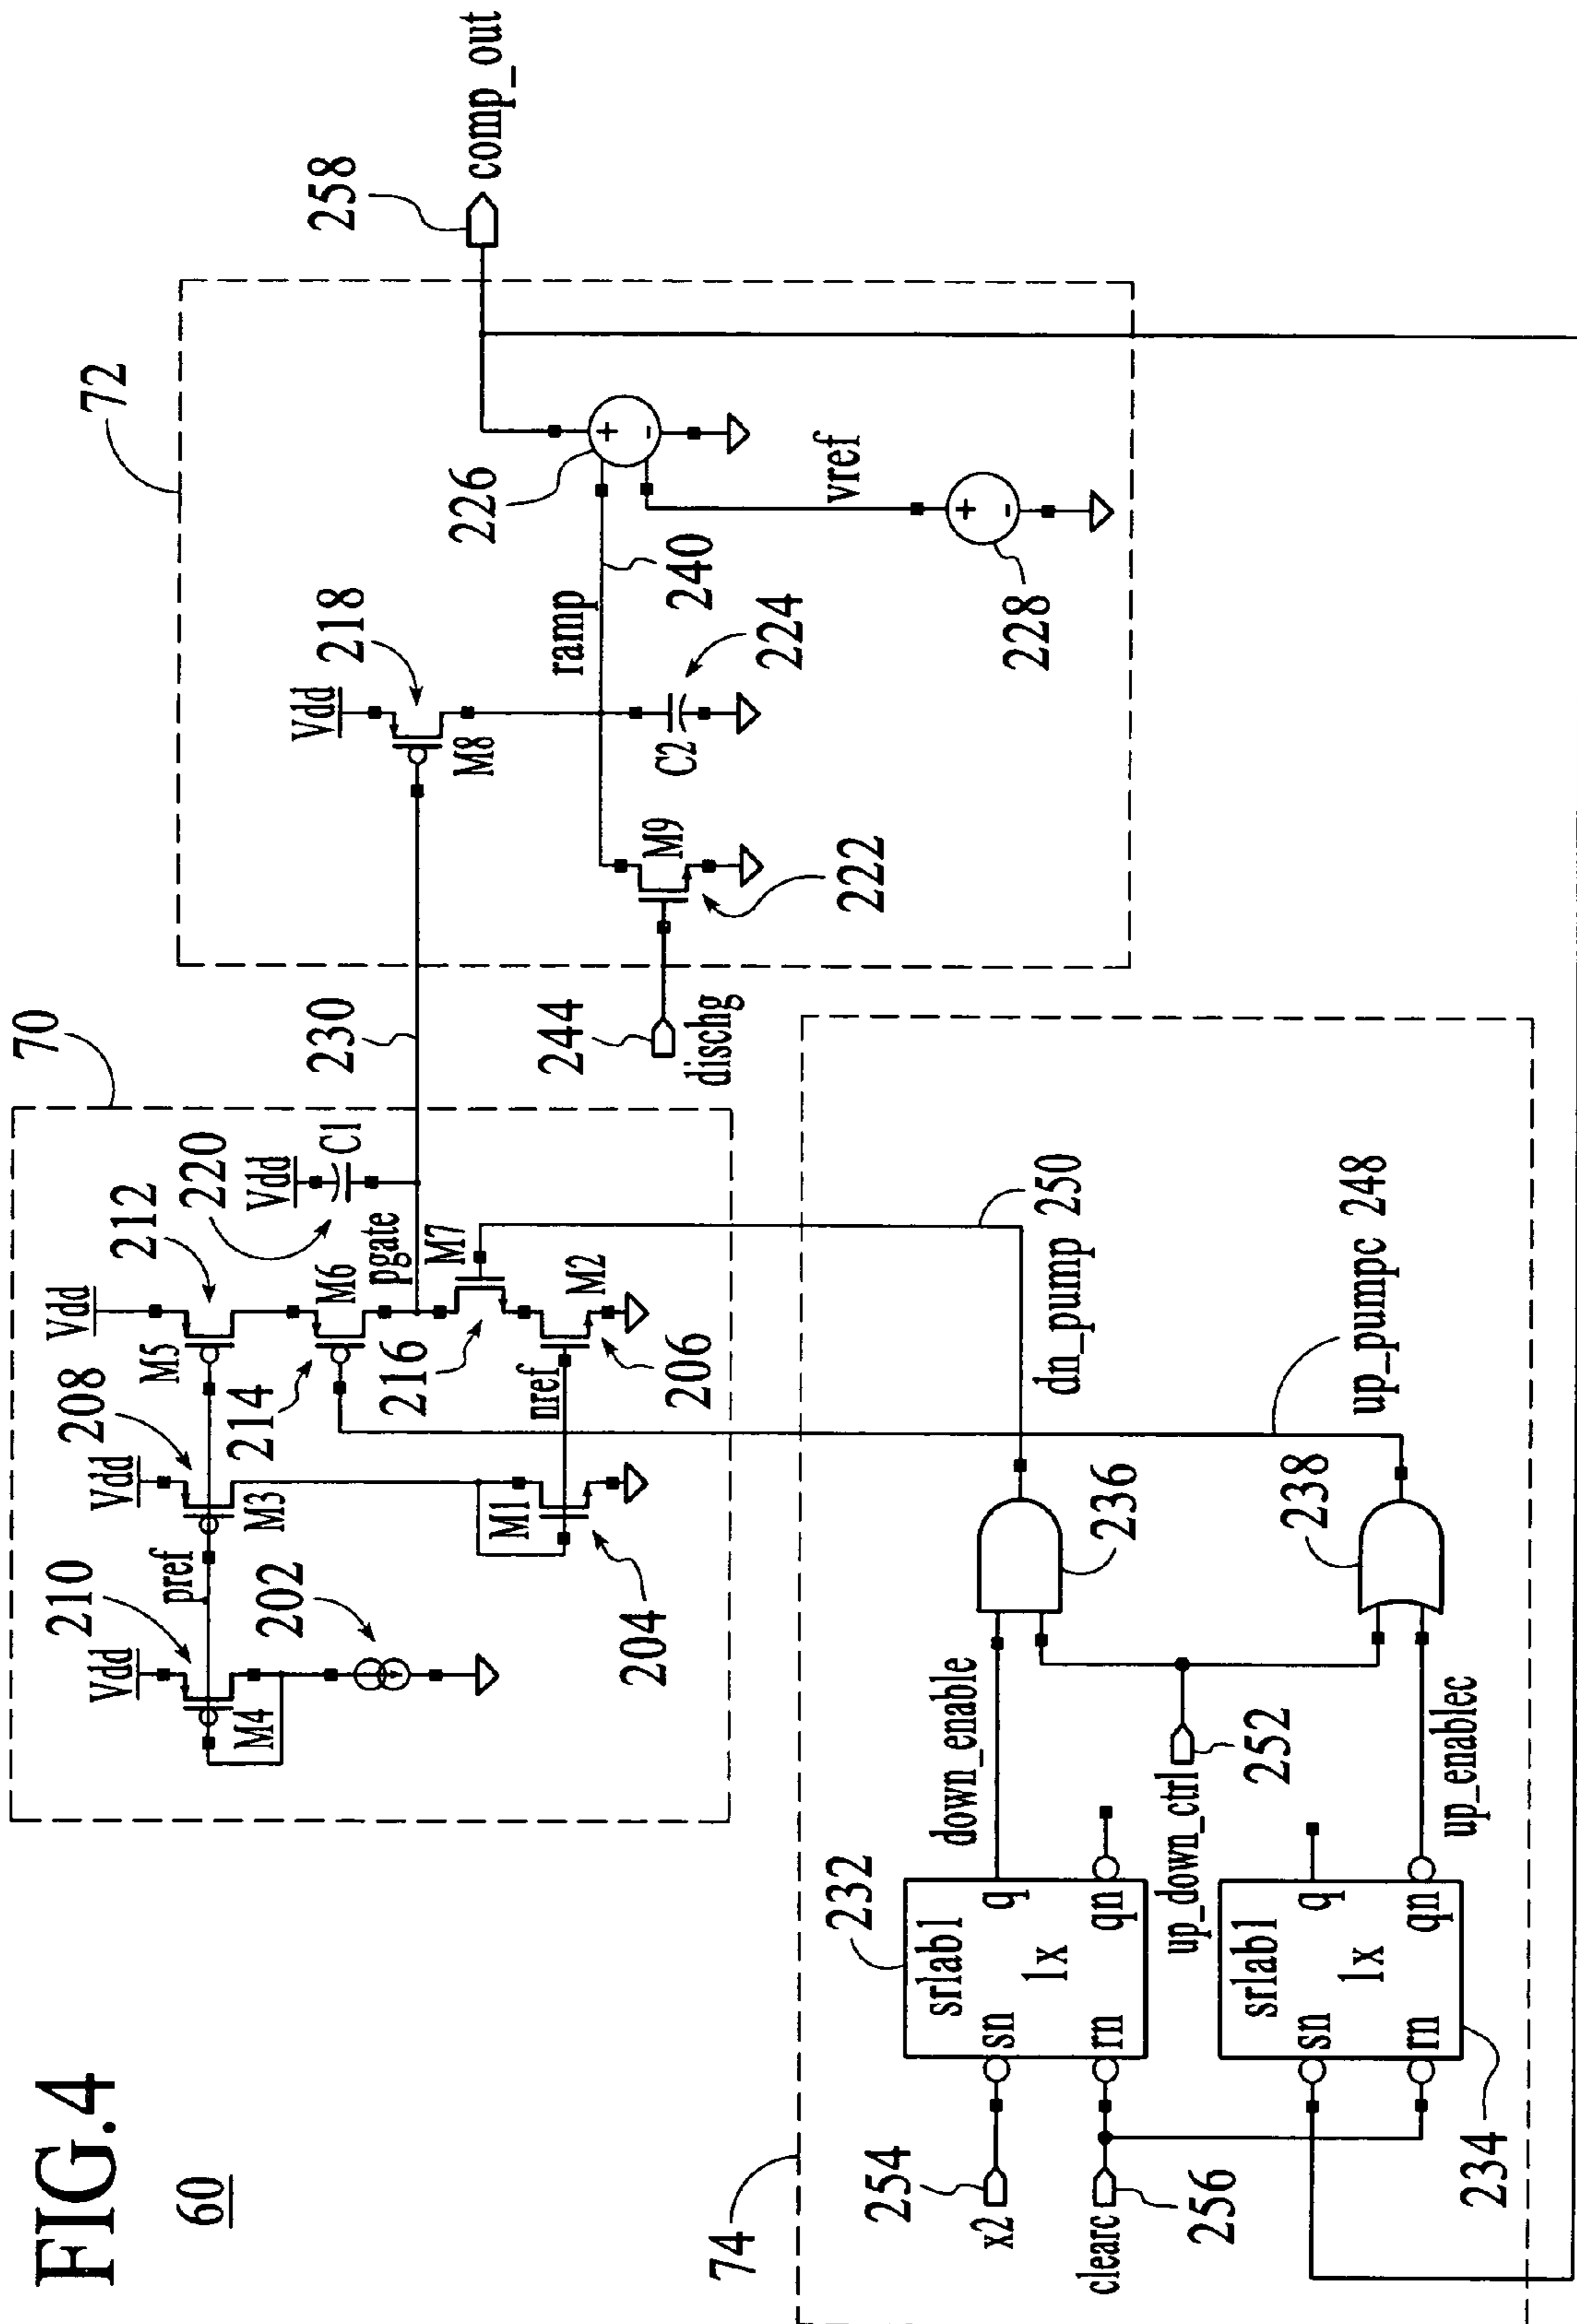 FIG.4
60
70
210
Vdd
M4
pref
202
208
Vdd
M3
M1
204
212
Vdd
M5
214
M6
pgate
216
M7
nref
M2
206
220
Vdd
C1
230
72
218
Vdd
M8
ramp
240
C2
224
M9
222
244
dischg
226
vref
228
258
comp_out
74
254
x2
clearc
256
232
srlab1
sn
q
1x
rn
qn
234
srlab1
sn
q
1x
rn
qn
down_enable
up_down_ctrl
252
up_enablec
236
238
dn_pump 250
up_pumpc 248
+
-
+
-